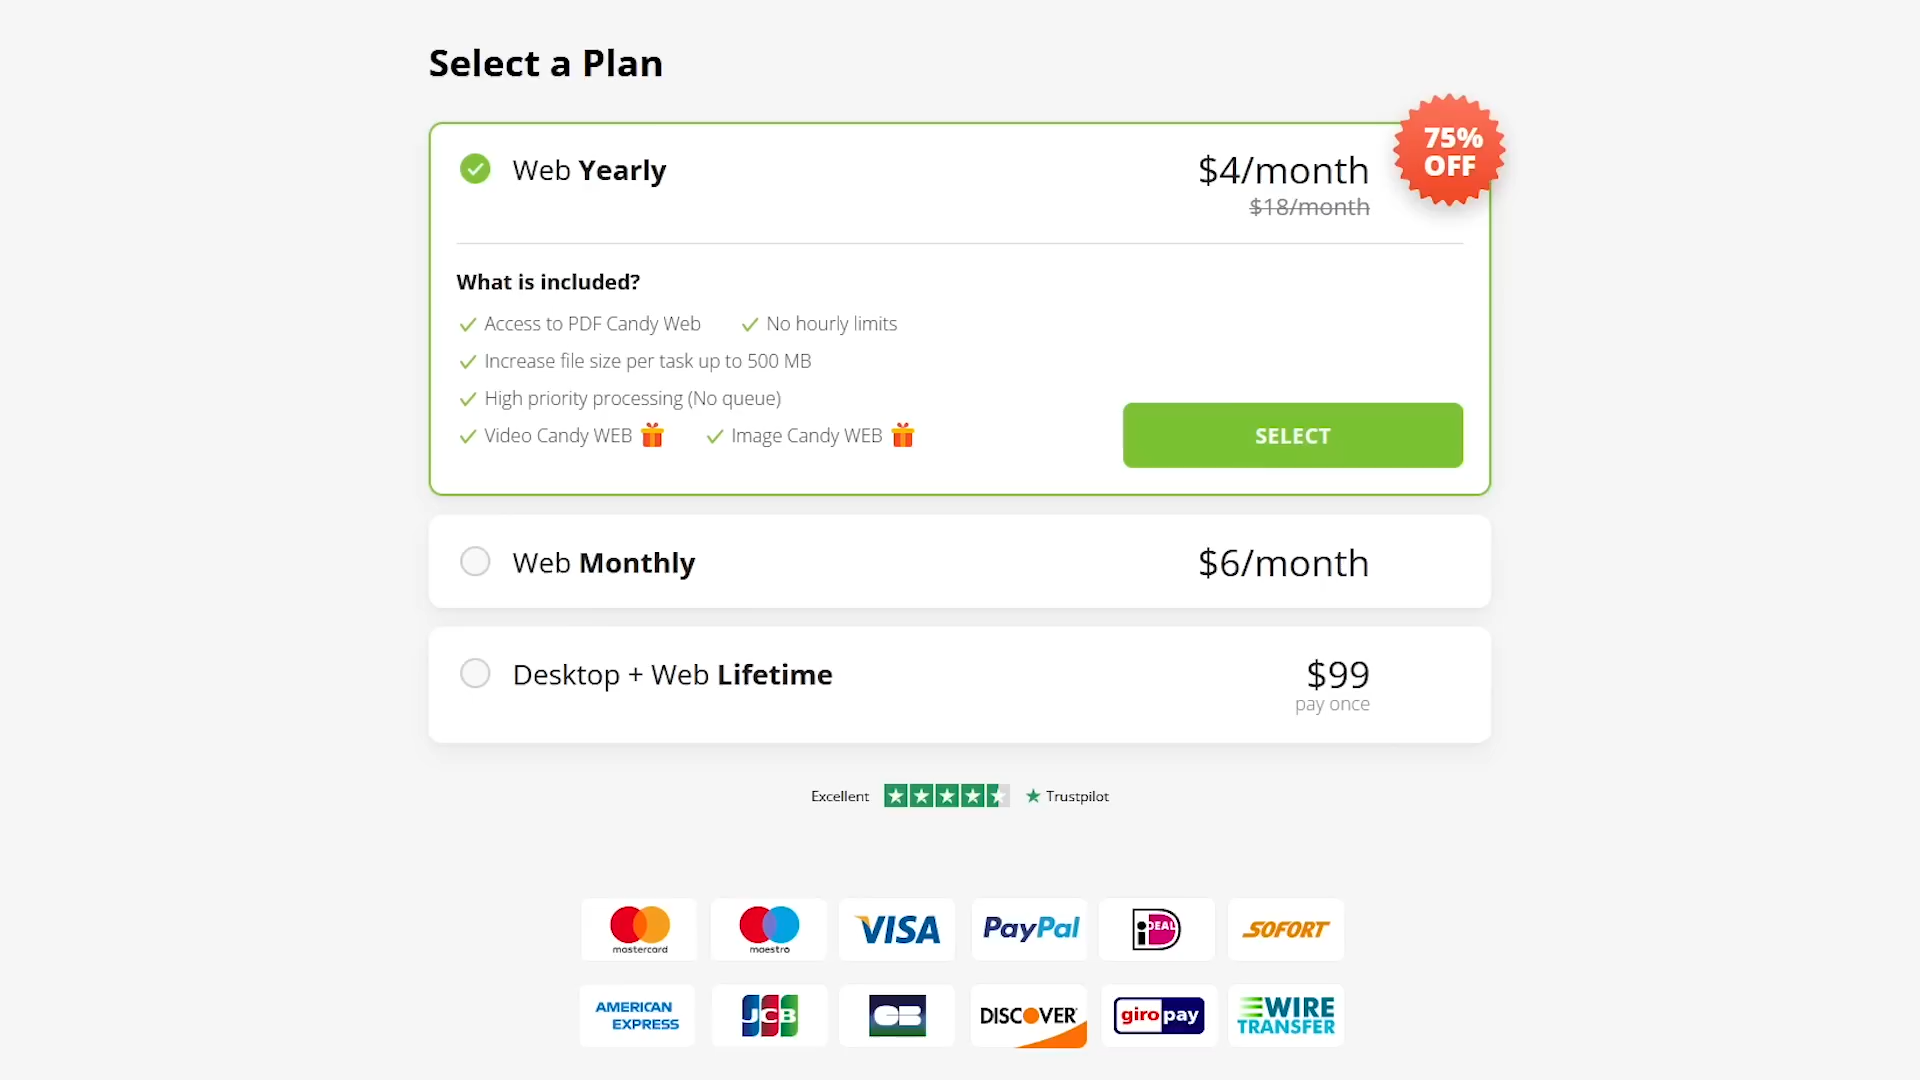 Select a Plan
75%
OFF
Web Yearly
$4/month
$18/month
What is included?
Access to PDF Candy Web
No hourly limits
Increase file size per task up to 500 MB
High priority processing (No queue)
Video Candy WEB
Image Candy WEB
SELECT
Web Monthly
$6/month
Desktop + Web Lifetime
$99
pay once
Excellent
Trustpilot
mastercard
maestro
VISA
PayPal
iDEAL
SOFORT
AMERICAN
EXPRESS
JCB
CB
DISCOVER
giropay
WIRE
TRANSFER